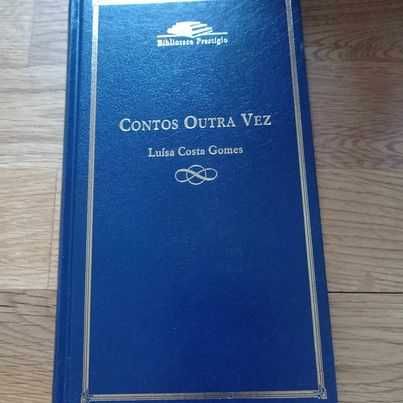 Biblioteca Prestígio
CONTOS OUTRA VEZ
Luísa Costa Gomes